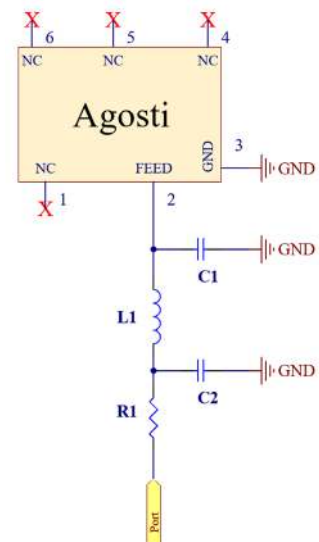 X X X
6 5 4
NC NC NC
Agosti
GND 3 GND
NC FEED
X 1 2
GND
C1
L1
GND
C2
R1
Port